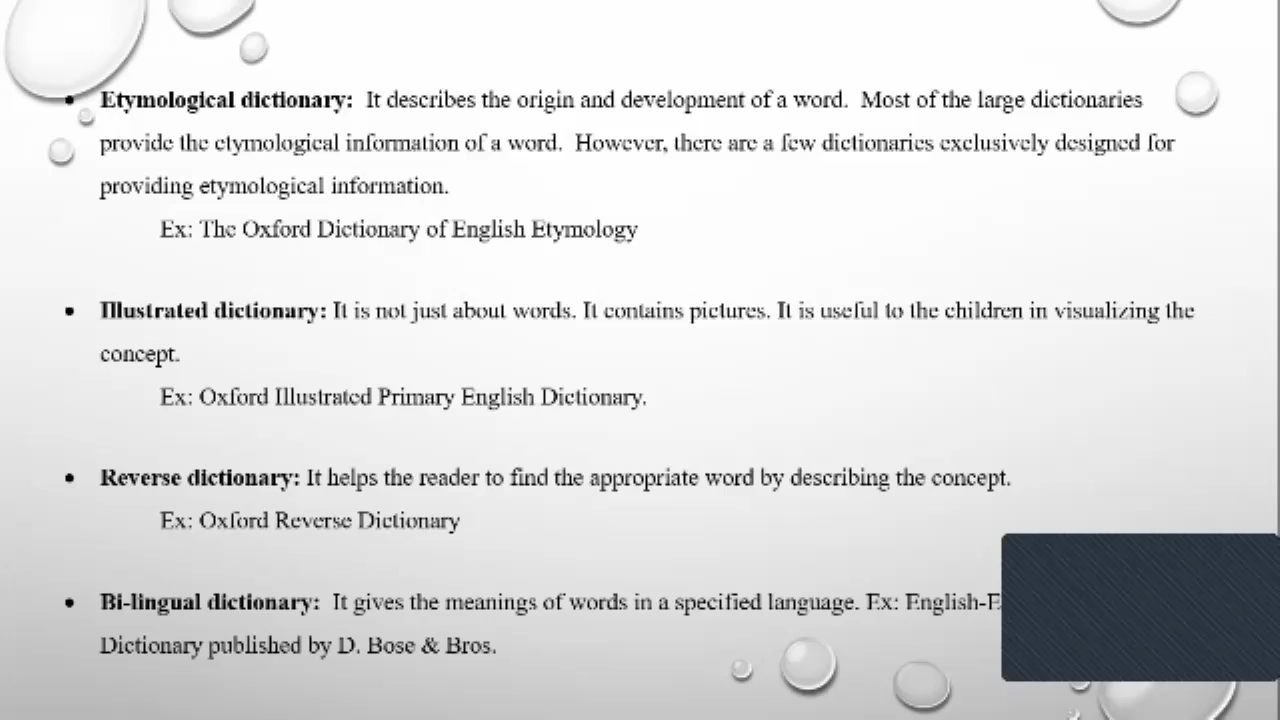 • Etymological dictionary: It describes the origin and development of a word. Most of the large dictionaries
provide the etymological information of a word. However, there are a few dictionaries exclusively designed for
providing etymological information.
Ex: The Oxford Dictionary of English Etymology
• Illustrated dictionary: It is not just about words. It contains pictures. It is useful to the children in visualizing the
concept.
Ex: Oxford Illustrated Primary English Dictionary.
• Reverse dictionary: It helps the reader to find the appropriate word by describing the concept.
Ex: Oxford Reverse Dictionary
• Bi-lingual dictionary: It gives the meanings of words in a specified language. Ex:
Dictionary published by D. Bose & Bros.